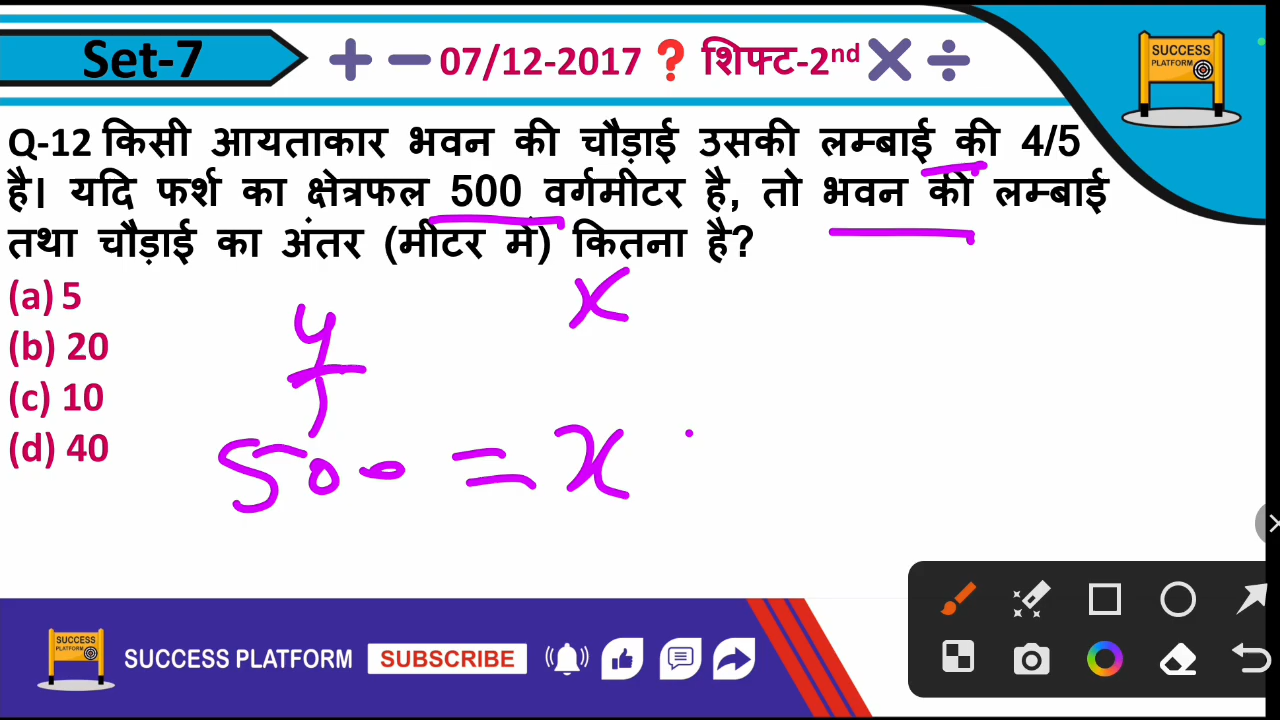 Set-7
07/12-2017❓ शिफ्ट-2nd
SUCCESS
PLATFORM
Q-12 किसी आयताकार भवन की चौड़ाई उसकी लम्बाई की 4/5
है। यदि फर्श का क्षेत्रफल 500 वर्गमीटर है, तो भवन की लम्बाई
तथा चौड़ाई का अंतर (मीटर में) कितना है?
(a) 5
(b) 20
(c) 10
(d) 40
x
4
500 = x
SUCCESS
PLATFORM
SUCCESS PLATFORM
SUBSCRIBE